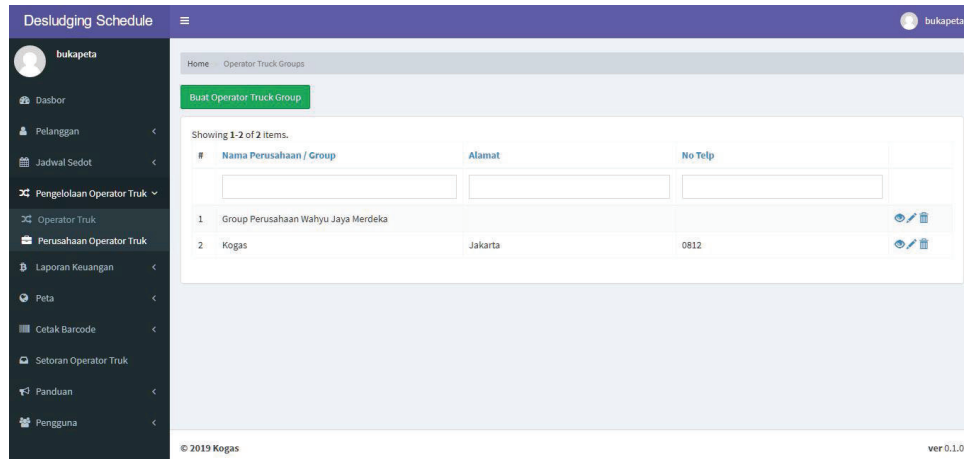 Desludging Schedule
bukapeta
bukapeta
Dasbor
Pelanggan
Jadwal Sedot
Pengelolaan Operator Truk
Operator Truk
Perusahaan Operator Truk
Laporan Keuangan
Peta
Cetak Barcode
Setoran Operator Truk
Panduan
Pengguna
Home Operator Truck Groups
Buat Operator Truck Group
Showing 1-2 of 2 items.
# Nama Perusahaan / Group Alamat No Telp
1 Group Perusahaan Wahyu Jaya Merdeka
2 Kogas Jakarta 0812
© 2019 Kogas ver 0.1.0